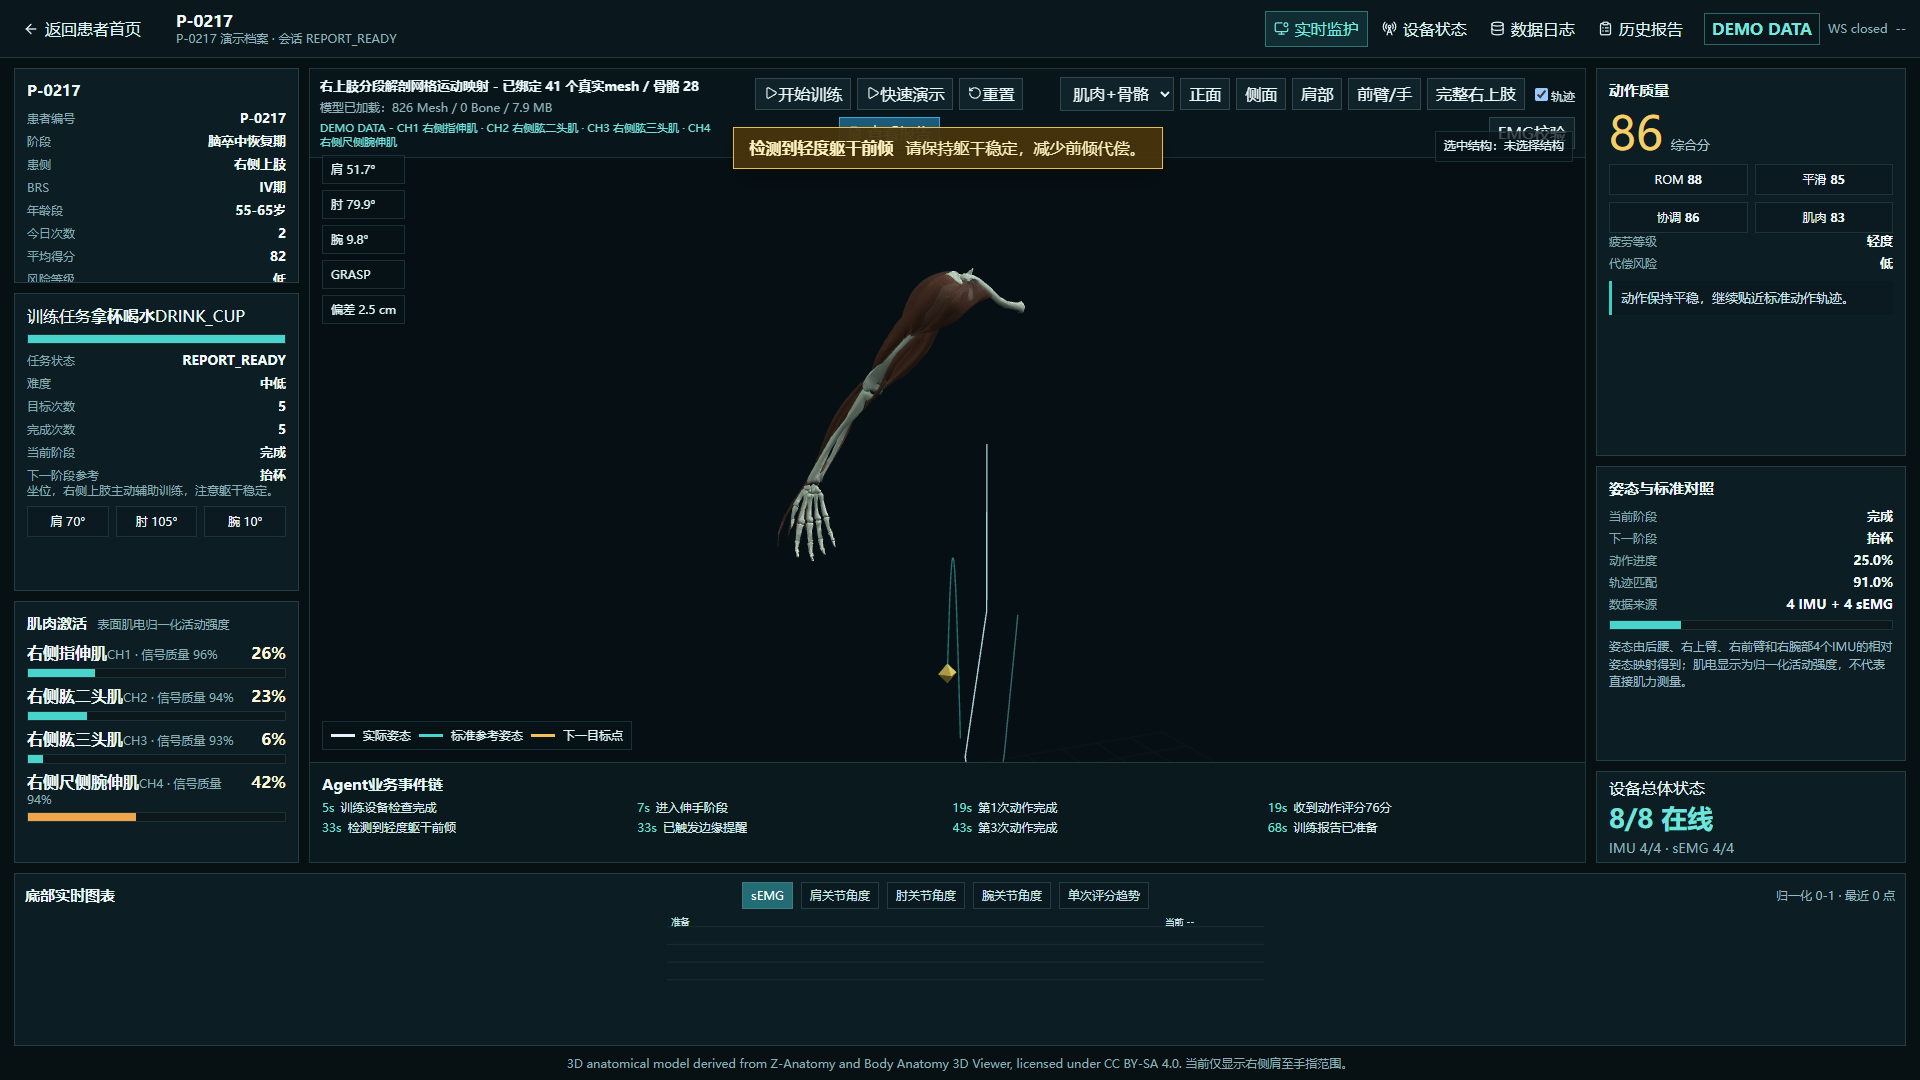 返回患者首页
P-0217
P-0217 演示档案 · 会话 REPORT_READY
实时监护
设备状态
数据日志
历史报告
DEMO DATA
WS closed --
P-0217
患者编号 P-0217
阶段 脑卒中恢复期
患侧 右侧上肢
BRS IV期
年龄段 55-65岁
今日次数 2
平均得分 82
风险等级 低
训练任务拿杯喝水DRINK_CUP
任务状态 REPORT_READY
难度 中低
目标次数 5
完成次数 5
当前阶段 完成
下一阶段参考 抬杯
坐位，右侧上肢主动辅助训练，注意躯干稳定。
肩 70°
肘 105°
腕 10°
肌肉激活 表面肌电归一化活动强度
右侧指伸肌CH1 · 信号质量 96% 26%
右侧肱二头肌CH2 · 信号质量 94% 23%
右侧肱三头肌CH3 · 信号质量 93% 6%
右侧尺侧腕伸肌CH4 · 信号质量 94% 42%
右上肢分段解剖网格运动映射 - 已绑定 41 个真实mesh / 骨骼 28
模型已加载：826 Mesh / 0 Bone / 7.9 MB
DEMO DATA - CH1 右侧指伸肌 · CH2 右侧肱二头肌 · CH3 右侧肱三头肌 · CH4
右侧尺侧腕伸肌
开始训练
快速演示
重置
肌肉+骨骼
正面
侧面
肩部
前臂/手
完整右上肢
轨迹
EMG校验
检测到轻度躯干前倾 请保持躯干稳定，减少前倾代偿。
选中结构：未选择结构
肩 51.7°
肘 79.9°
腕 9.8°
GRASP
偏差 2.5 cm
实际姿态
标准参考姿态
下一目标点
Agent业务事件链
5s 训练设备检查完成
7s 进入伸手阶段
19s 第1次动作完成
19s 收到动作评分76分
33s 检测到轻度躯干前倾
33s 已触发边缘提醒
43s 第3次动作完成
68s 训练报告已准备
动作质量
86 综合分
ROM 88
平滑 85
协调 86
肌肉 83
疲劳等级 轻度
代偿风险 低
动作保持平稳，继续贴近标准动作轨迹。
姿态与标准对照
当前阶段 完成
下一阶段 抬杯
动作进度 25.0%
轨迹匹配 91.0%
数据来源 4 IMU + 4 sEMG
姿态由后腰、右上臂、右前臂和右腕部4个IMU的相对
姿态映射得到；肌电显示为归一化活动强度，不代表
直接肌力测量。
设备总体状态
8/8 在线
IMU 4/4 · sEMG 4/4
底部实时图表
sEMG
肩关节角度
肘关节角度
腕关节角度
单次评分趋势
归一化 0-1 · 最近 0 点
准备
当前 --
3D anatomical model derived from Z-Anatomy and Body Anatomy 3D Viewer, licensed under CC BY-SA 4.0. 当前仅显示右侧肩至手指范围。